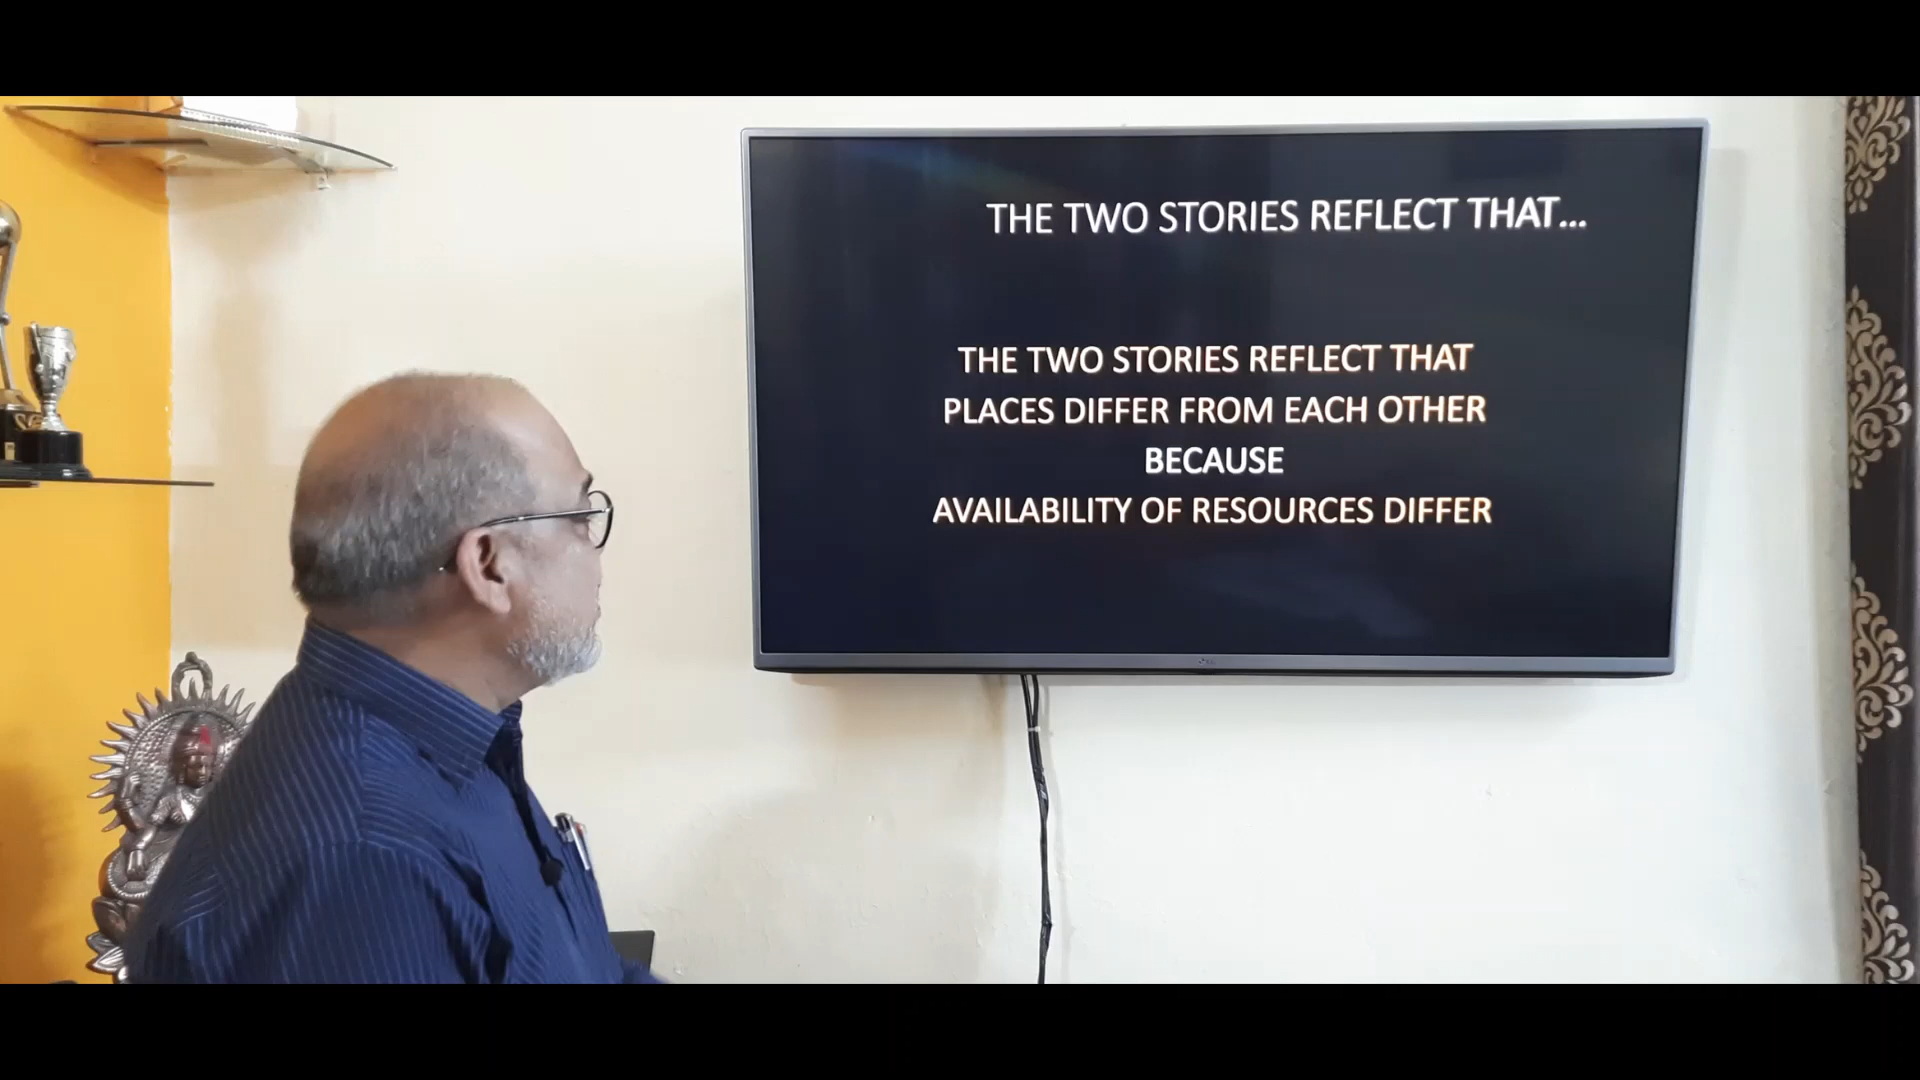 THE TWO STORIES REFLECT THAT...
THE TWO STORIES REFLECT THAT
PLACES DIFFER FROM EACH OTHER
BECAUSE
AVAILABILITY OF RESOURCES DIFFER